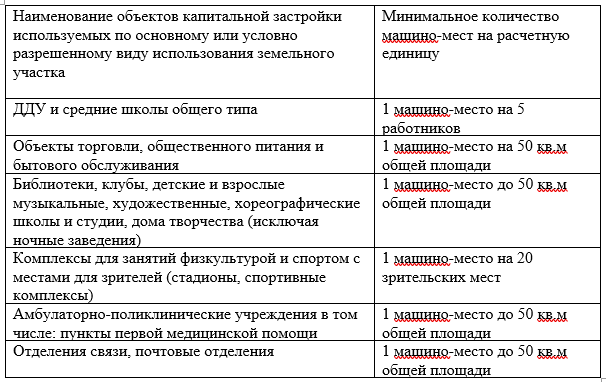 Наименование объектов капитальной застройки
используемых по основному или условно
разрешенному виду использования земельного
участка
Минимальное количество
машино-мест на расчетную
единицу
ДДУ и средние школы общего типа
1 машино-место на 5
работников
Объекты торговли, общественного питания и
бытового обслуживания
1 машино-место на 50 кв.м
общей площади
Библиотеки, клубы, детские и взрослые
музыкальные, художественные, хореографические
школы и студии, дома творчества (исключая
ночные заведения)
1 машино-место до 50 кв.м
общей площади
Комплексы для занятий физкультурой и спортом с
местами для зрителей (стадионы, спортивные
комплексы)
1 машино-место на 20
зрительских мест
Амбулаторно-поликлинические учреждения в том
числе: пункты первой медицинской помощи
1 машино-место до 50 кв.м
общей площади
Отделения связи, почтовые отделения
1 машино-место до 50 кв.м
общей площади